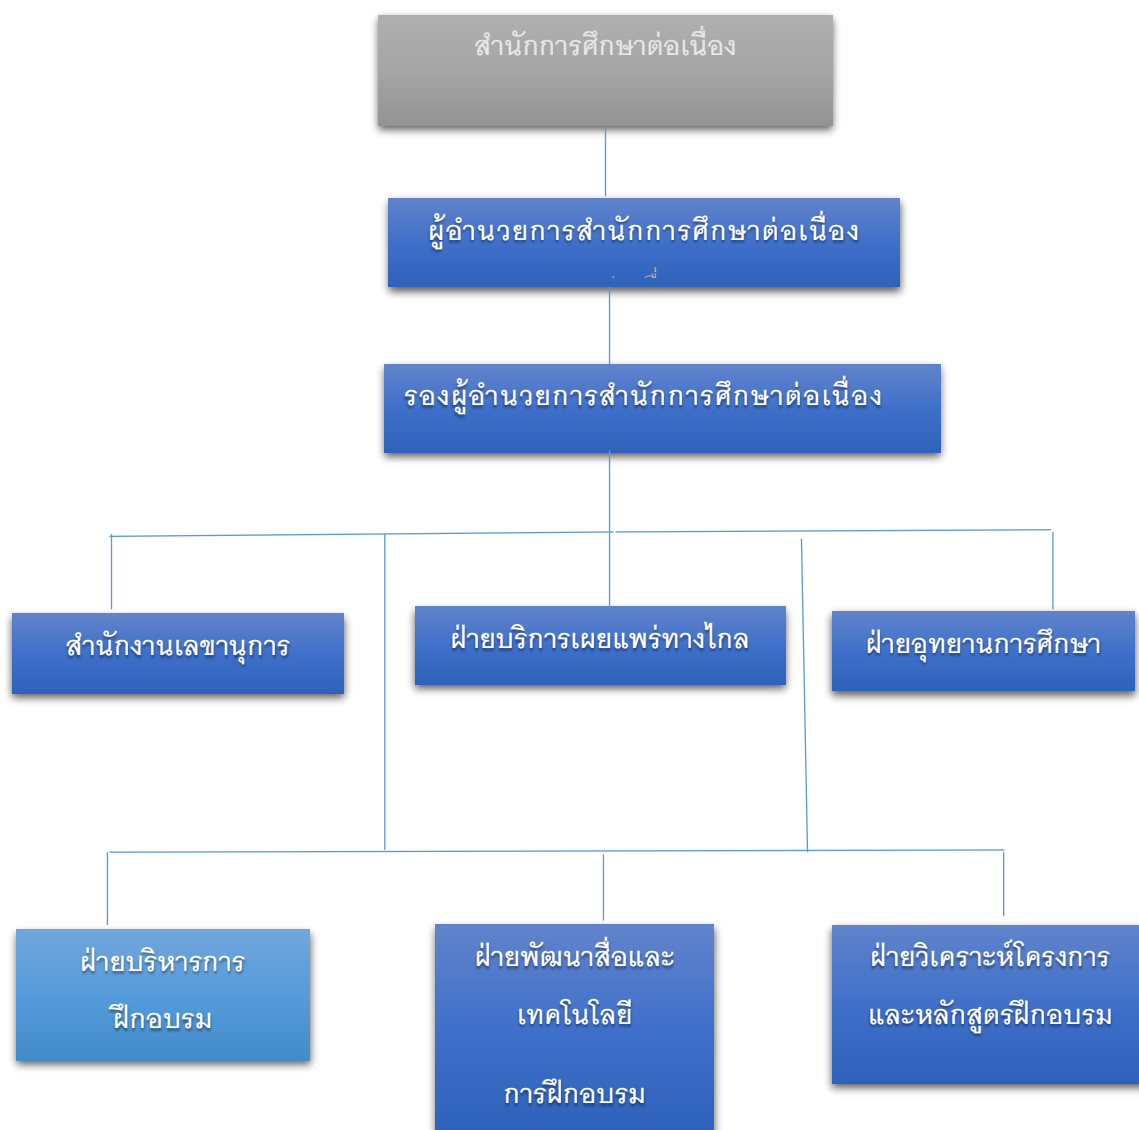 สำนักการศึกษาต่อเนื่อง
ผู้อำนวยการสำนักการศึกษาต่อเนื่อง
รองผู้อำนวยการสำนักการศึกษาต่อเนื่อง
สำนักงานเลขานุการ
ฝ่ายบริการเผยแพร่ทางไกล
ฝ่ายอุทยานการศึกษา
ฝ่ายบริหารการ
ฝึกอบรม
ฝ่ายพัฒนาสื่อและ
เทคโนโลยี
การฝึกอบรม
ฝ่ายวิเคราะห์โครงการ
และหลักสูตรฝึกอบรม